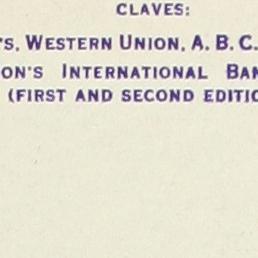 CLAVES:
'S, WESTERN UNION, A. B. C.
ON'S INTERNATIONAL BAN
(FIRST AND SECOND EDITIO